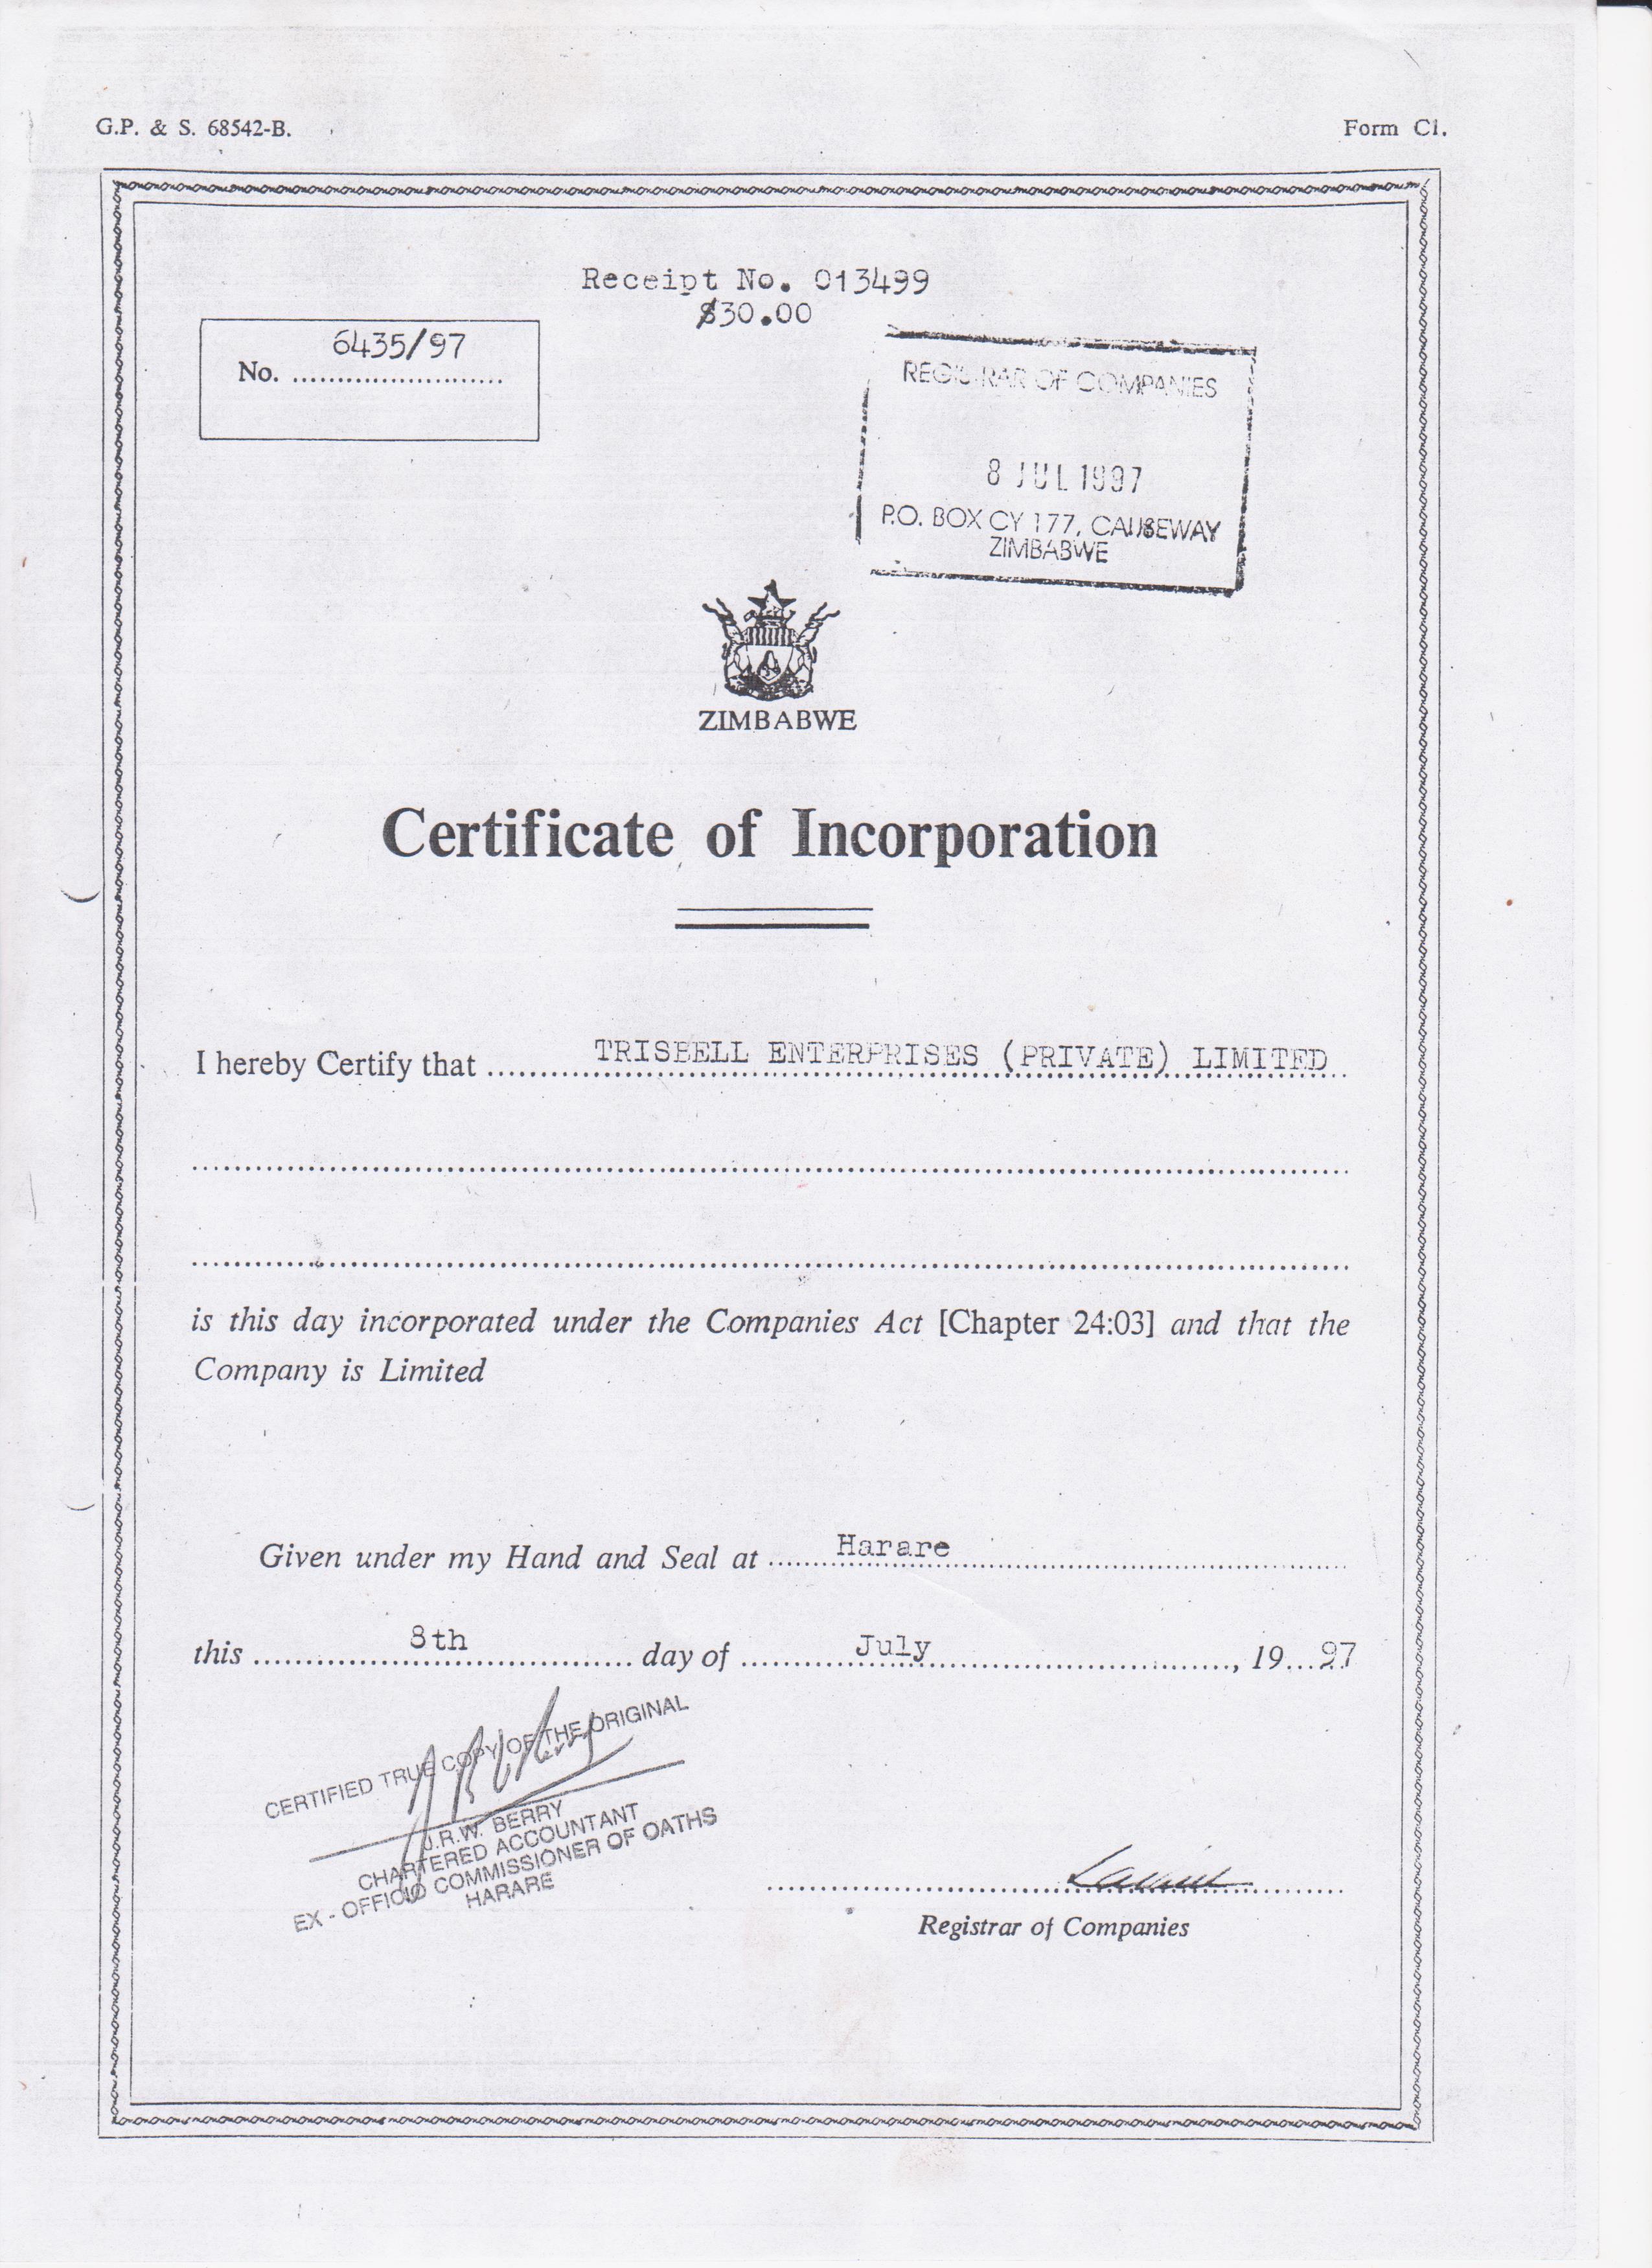 G.P. & S. 68542-B.
Form C1.
Receipt No. 013499
$30.00
6435/97
No. ........................
REGISTRAR OF COMPANIES
8 JUL 1997
P.O. BOX CY 177, CAUSEWAY
ZIMBABWE
ZIMBABWE
Certificate of Incorporation
I hereby Certify that ........ TRISBELL ENTERPRISES (PRIVATE) LIMITED
is this day incorporated under the Companies Act [Chapter 24:03] and that the
Company is Limited
Given under my Hand and Seal at ........ Harare
this ........ 8th ........ day of ........ July ........, 19...97
CERTIFIED TRUE COPY OF THE ORIGINAL
J.R.W. BERRY
CHARTERED ACCOUNTANT
EX - OFFICIO COMMISSIONER OF OATHS
HARARE
Registrar of Companies